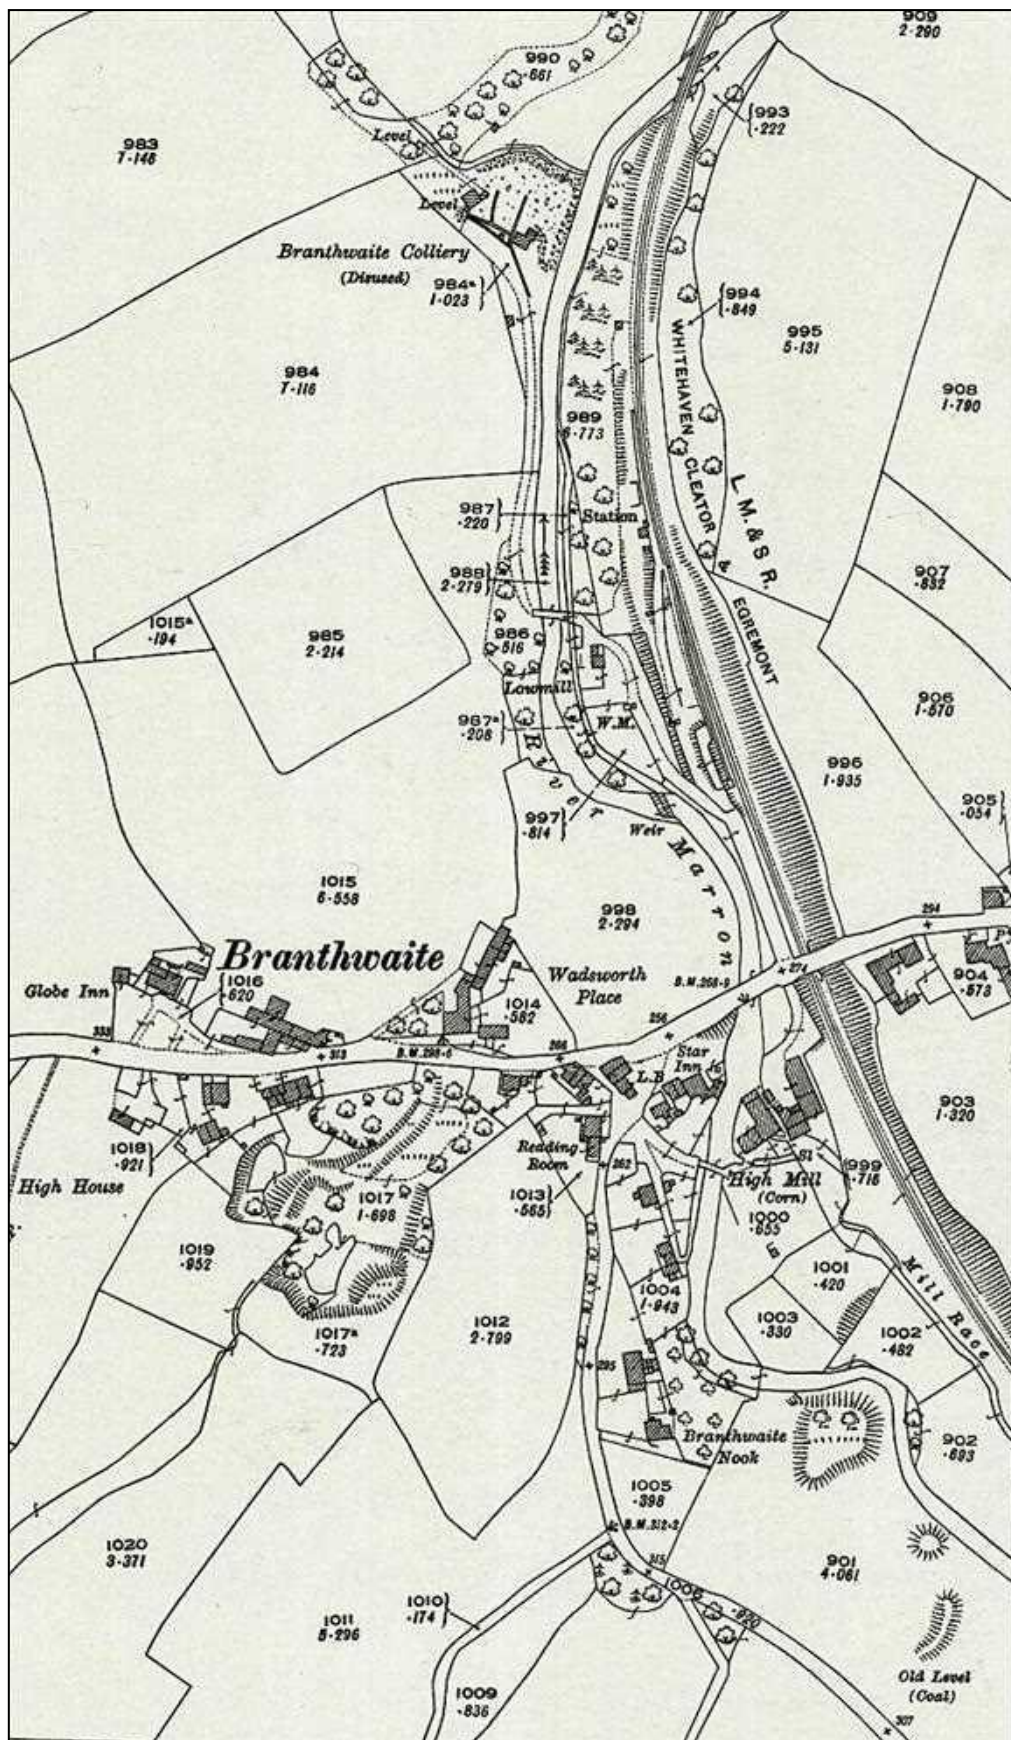 909
2·290
990
·661
993
·222
983
7·148
Level
Level
Branthwaite Colliery
(Disused)
984ᵃ
1·023
994
·849
995
5·131
984
7·116
908
1·790
989
6·773
WHITEHAVEN CLEATOR & EGREMONT
L. M. & S. R.
987
·220
Station
988
2·279
907
·832
1015ᵃ
·194
985
2·214
986
·516
Lowmill
987ᵃ
·208
W.M.
906
1·570
River Marron
996
1·935
905
·054
997
·814
Weir
1015
6·558
998
2·294
294
Branthwaite
Globe Inn
1016
·620
Wadsworth
Place
B.M.268·9
274
904
·573
1014
·582
333
313
B.M.298·6
266
256
Star
Inn
L.B
903
1·320
1018
·921
High House
Reading
Room
262
Sl
999
·716
High Mill
(Corn)
1013
·565
1017
1·698
1000
·655
1019
·952
1001
·420
Mill Race
1004
1·943
1003
·330
1002
·482
1017ᵃ
·723
1012
2·799
295
Branthwaite
Nook
902
·693
1005
·398
B.M.312·2
1020
3·371
315
901
4·061
1006
·920
1010
·174
1011
5·296
Old Level
(Coal)
1009
·836
307